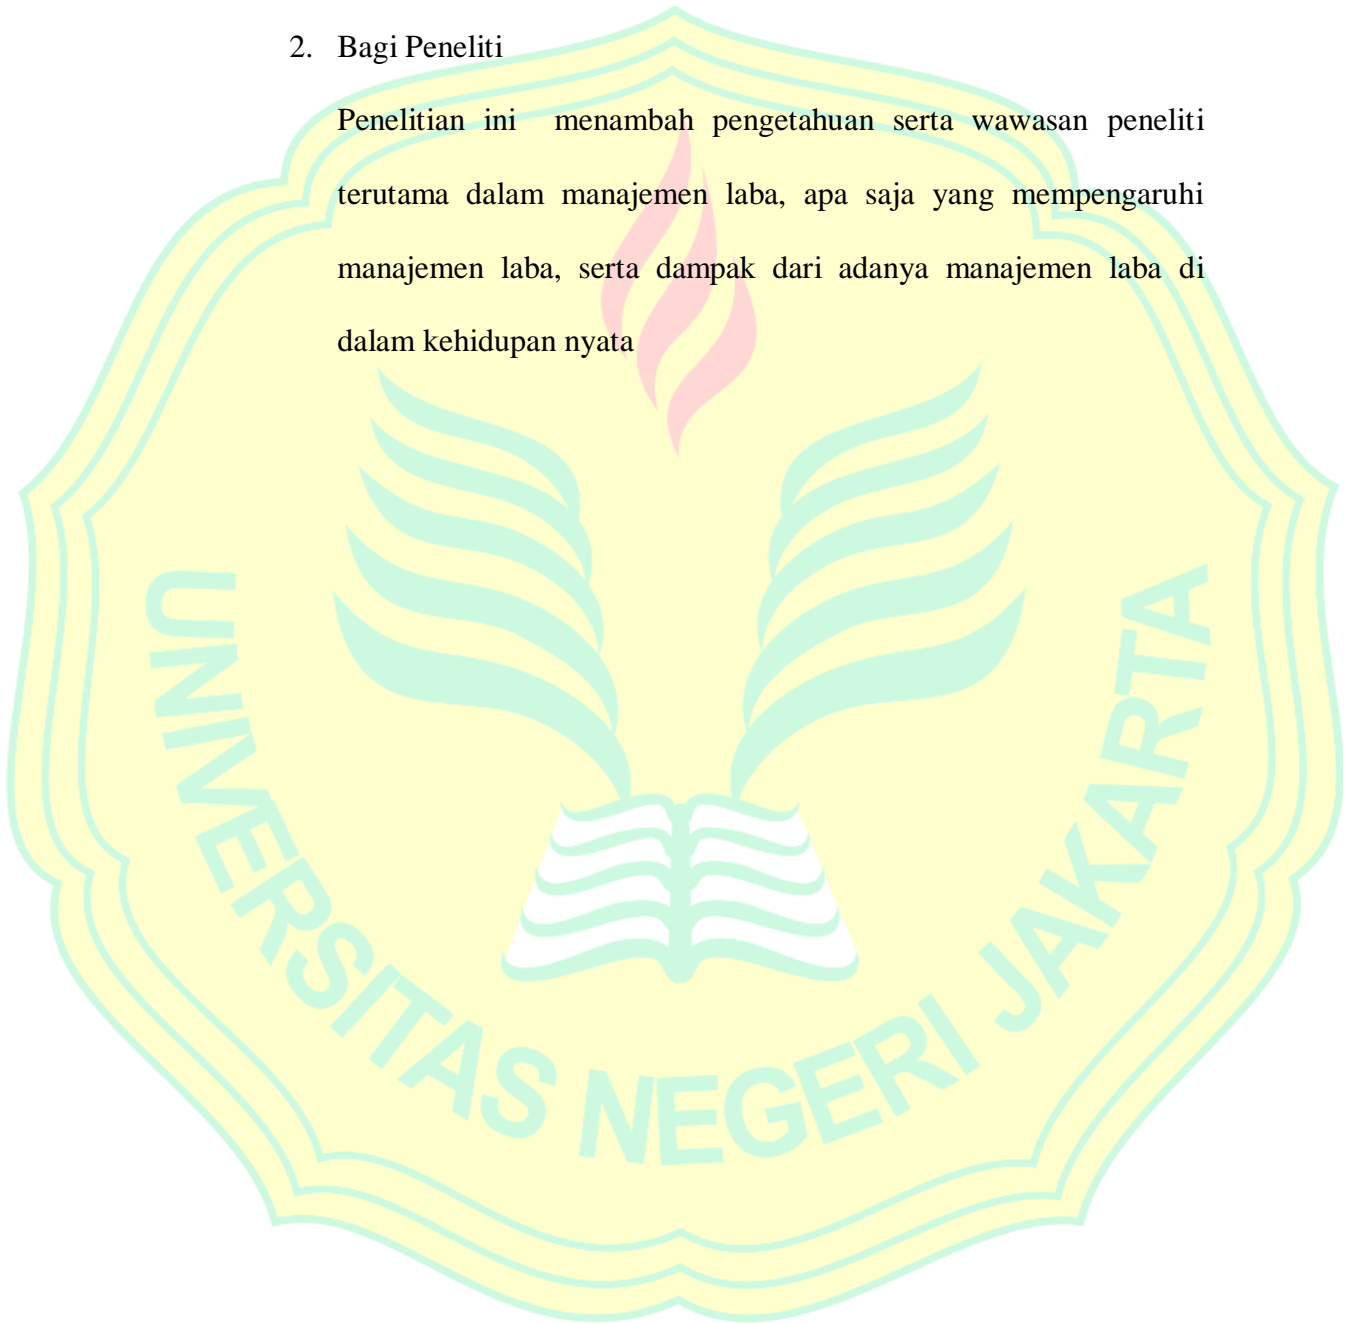 2. Bagi Peneliti
Penelitian ini menambah pengetahuan serta wawasan peneliti
terutama dalam manajemen laba, apa saja yang mempengaruhi
manajemen laba, serta dampak dari adanya manajemen laba di
dalam kehidupan nyata
UNIVERSITAS NEGERI JAKARTA